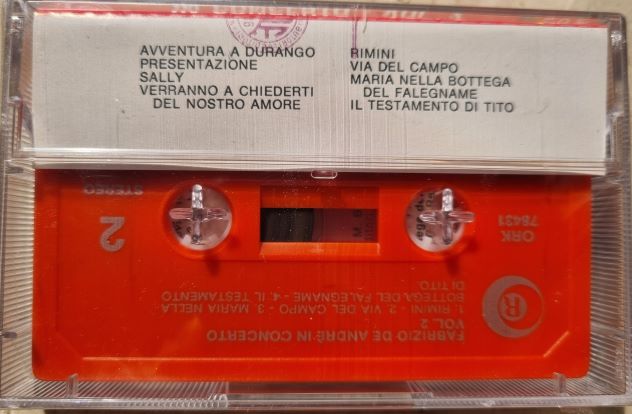 AVVENTURA A DURANGO
PRESENTAZIONE
SALLY
VERRANNO A CHIEDERTI
DEL NOSTRO AMORE
RIMINI
VIA DEL CAMPO
MARIA NELLA BOTTEGA
DEL FALEGNAME
IL TESTAMENTO DI TITO
FABRIZIO DE ANDRÈ IN CONCERTO
VOL. 2
1. RIMINI - 2. VIA DEL CAMPO - 3. MARIA NELLA
BOTTEGA DEL FALEGNAME - 4. IL TESTAMENTO
DI TITO.
R
ORK
78431
2
STEREO